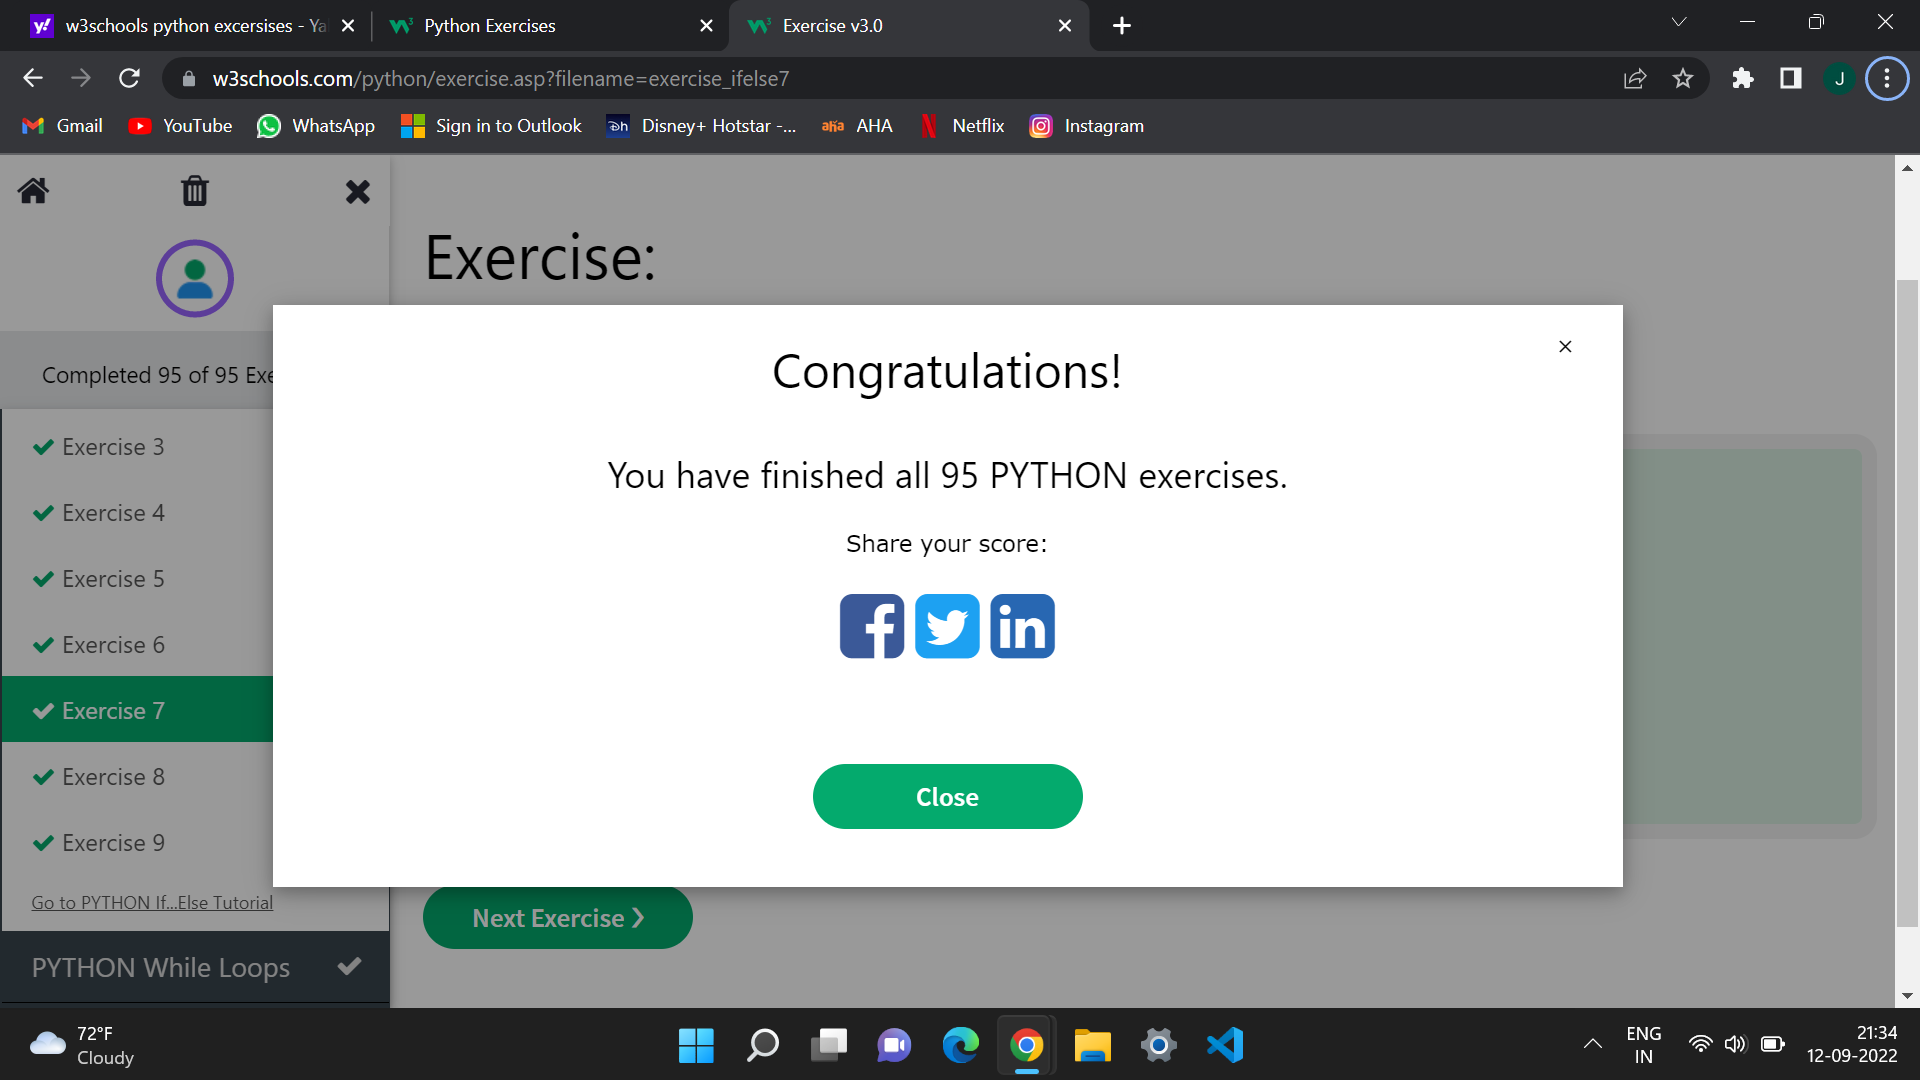 w3schools python excersises - Ya
Python Exercises
Exercise v3.0
w3schools.com/python/exercise.asp?filename=exercise_ifelse7
J
Gmail
YouTube
WhatsApp
Sign in to Outlook
Disney+ Hotstar -...
aha AHA
Netflix
Instagram
Exercise:
Completed 95 of 95 Exe
Exercise 3
Exercise 4
Exercise 5
Exercise 6
Exercise 7
Exercise 8
Exercise 9
Go to PYTHON If...Else Tutorial
PYTHON While Loops
Congratulations!
You have finished all 95 PYTHON exercises.
Share your score:
Close
Next Exercise ❯
72°F
Cloudy
ENG
IN
21:34
12-09-2022